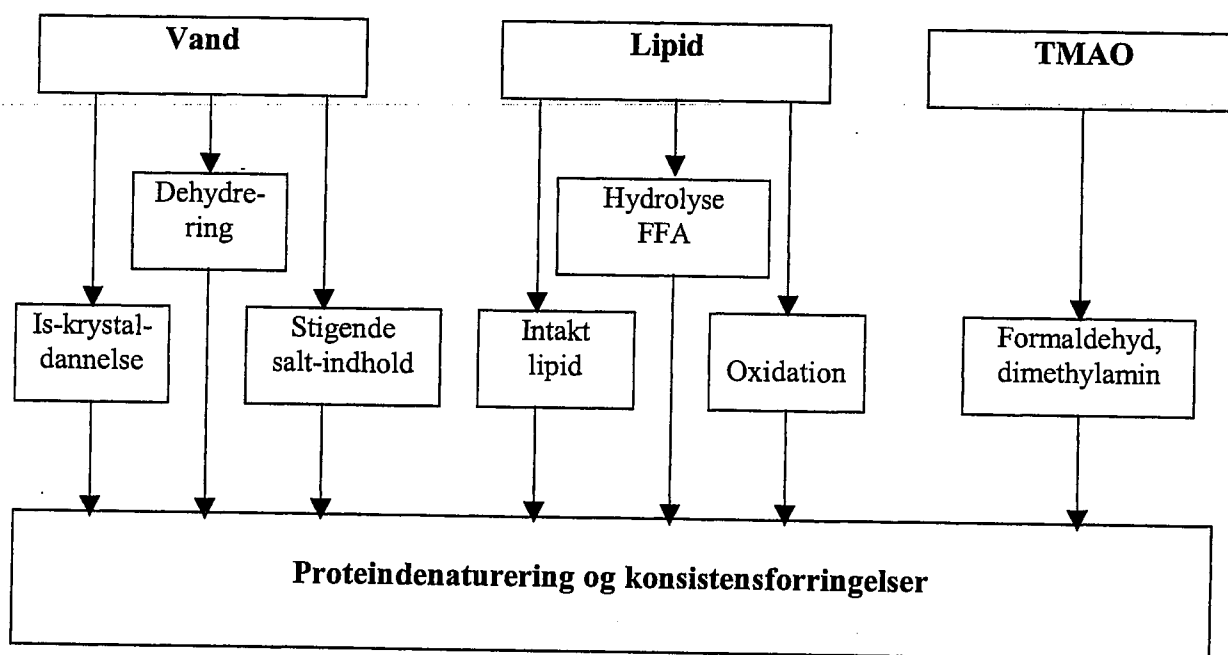 Vand
Lipid
TMAO
Dehydre-
ring
Hydrolyse
FFA
Is-krystal-
dannelse
Stigende
salt-indhold
Intakt
lipid
Oxidation
Formaldehyd,
dimethylamin
Proteindenaturering og konsistensforringelser